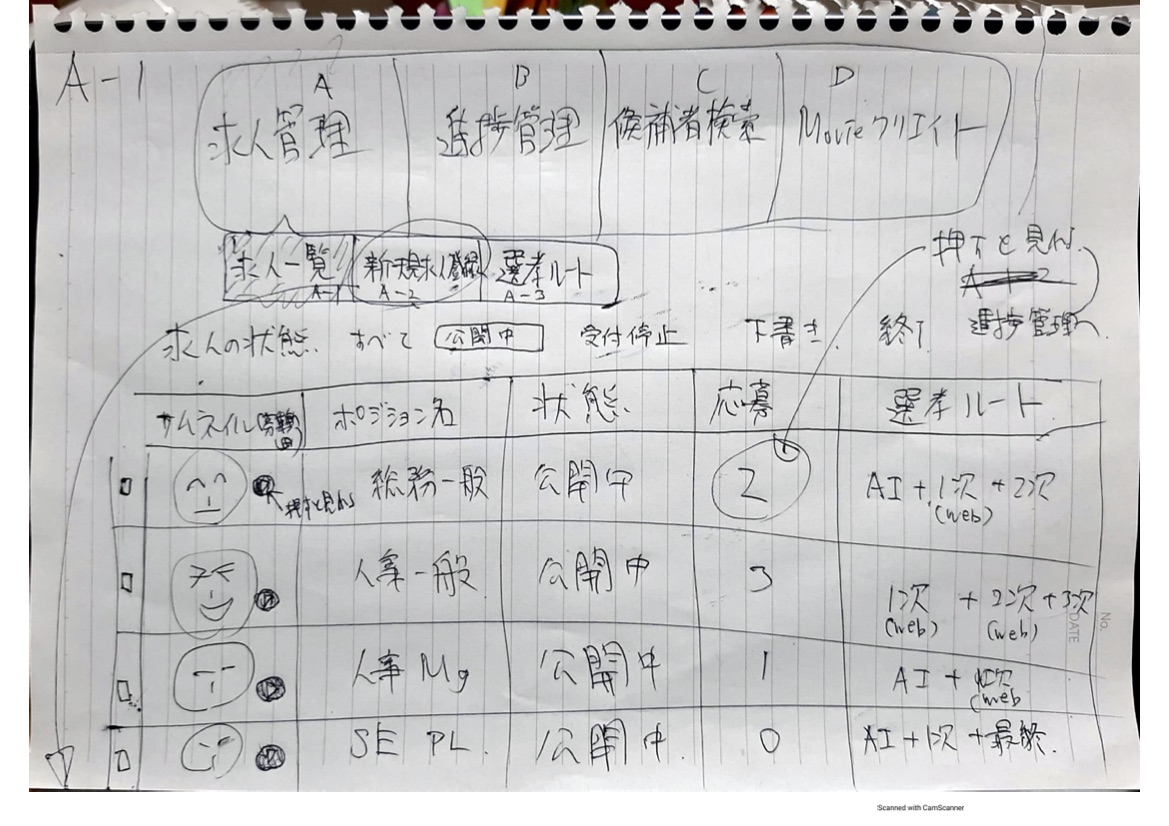 A-1
A B C D
求人管理 進捗管理 候補者検索 Movieクリエイト
求人一覧 新規求人登録 選考ルート
A-1 A-2 A-3
押すと見れ
進捗管理へ
求人の状態 すべて 公開中 受付停止 下書き 終了
サムネイル ポジション名 状態 応募 選考ルート
総務一般 公開中 2 AI+1次+2次
押すと見れる (web)
人事一般 公開中 3 1次+2次+3次
(web) (web)
人事Mg 公開中 1 AI+1次
(web
SE PL. 公開中 0 AI+1次+最終.
No.
DATE
Scanned with CamScanner